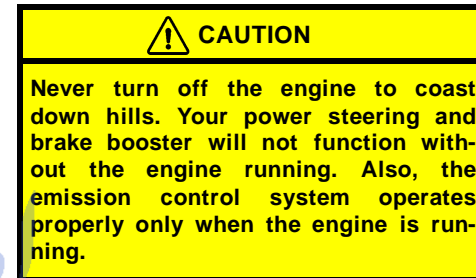 CAUTION
Never turn off the engine to coast
down hills. Your power steering and
brake booster will not function with-
out the engine running. Also, the
emission control system operates
properly only when the engine is run-
ning.